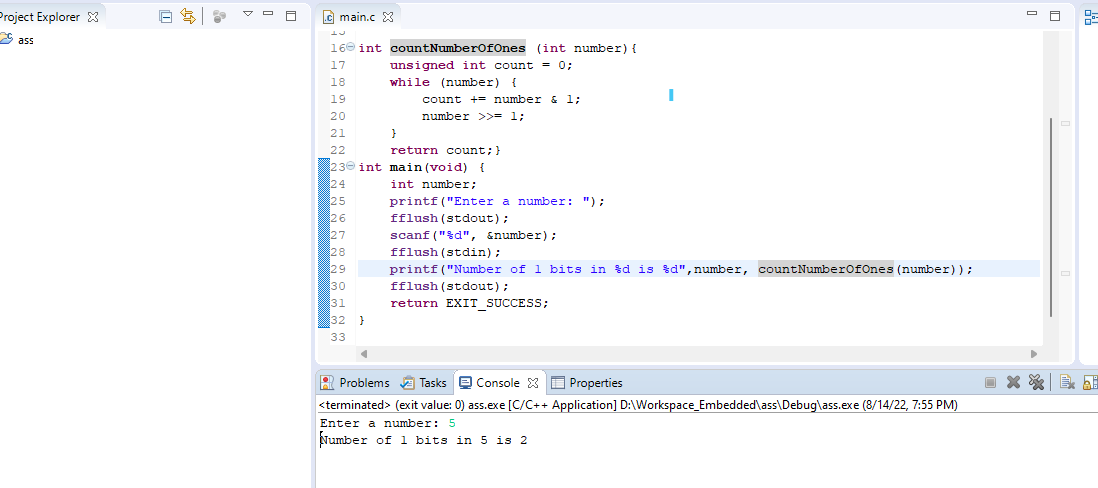 Project Explorer
ass
main.c
15
16 int countNumberOfOnes (int number){
17 unsigned int count = 0;
18 while (number) {
19 count += number & 1;
20 number >>= 1;
21 }
22 return count;}
23 int main(void) {
24 int number;
25 printf("Enter a number: ");
26 fflush(stdout);
27 scanf("%d", &number);
28 fflush(stdin);
29 printf("Number of 1 bits in %d is %d",number, countNumberOfOnes(number));
30 fflush(stdout);
31 return EXIT_SUCCESS;
32 }
33
Problems Tasks Console Properties
<terminated> (exit value: 0) ass.exe [C/C++ Application] D:\Workspace_Embedded\ass\Debug\ass.exe (8/14/22, 7:55 PM)
Enter a number: 5
Number of 1 bits in 5 is 2